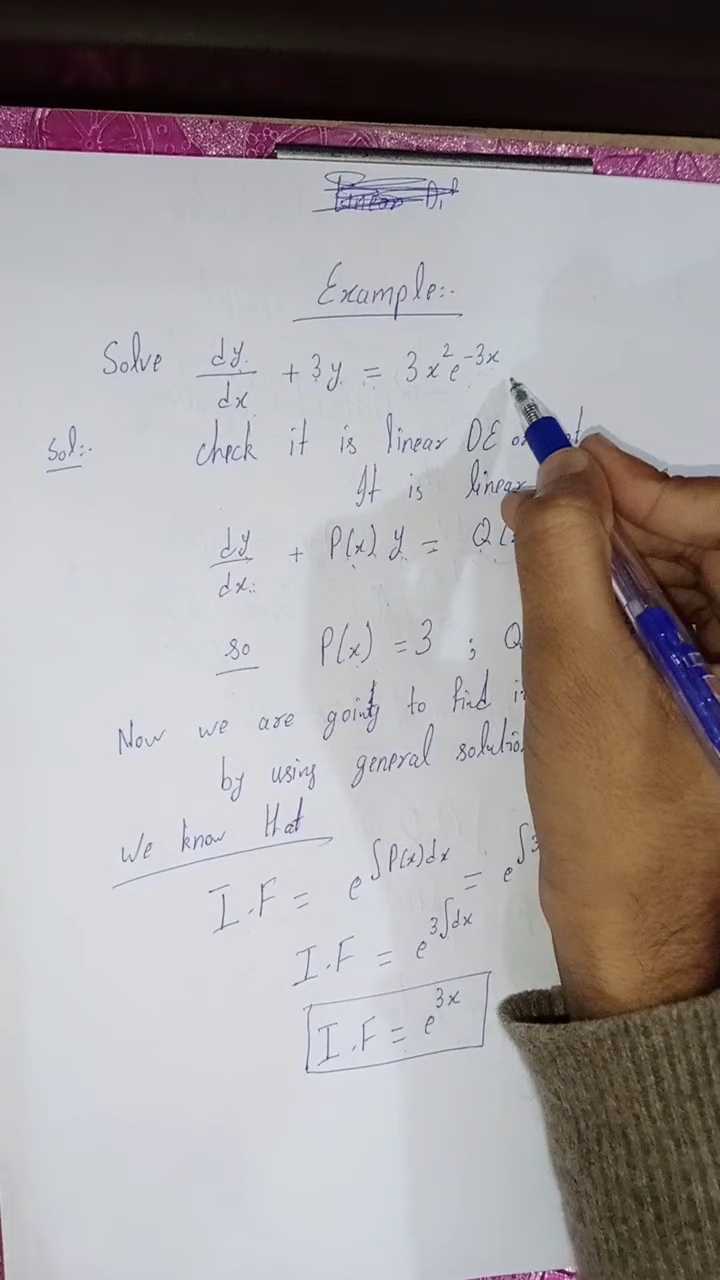 Linear
Example:-
Solve dy/dx + 3y = 3x²e⁻³ˣ
Sol:- check it is linear DE
It is linear
dy/dx + P(x) y = Q(
so P(x) = 3 ; Q
Now we are going to find
by using general solution
We know that
I.F = e^∫P(x)dx = e^∫3
I.F = e^3∫dx
I.F = e^3x